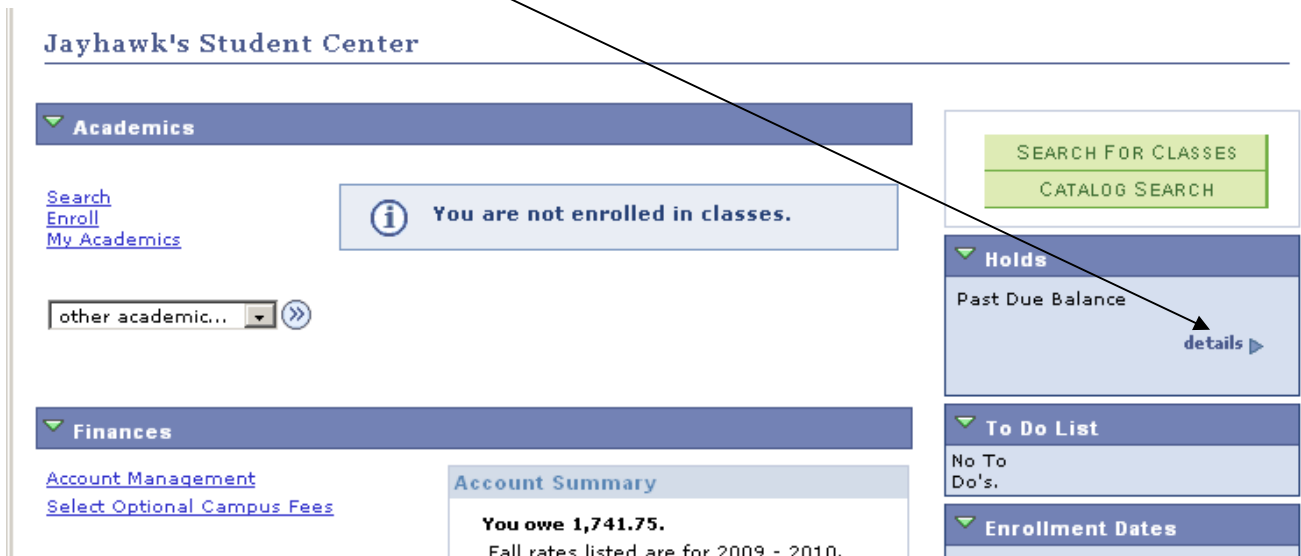 Jayhawk's Student Center
Academics
Search
Enroll
My Academics
You are not enrolled in classes.
other academic...
Finances
Account Management
Select Optional Campus Fees
Account Summary
You owe 1,741.75.
Fall rates listed are for 2009 - 2010.
SEARCH FOR CLASSES
CATALOG SEARCH
Holds
Past Due Balance
details
To Do List
No To
Do's.
Enrollment Dates